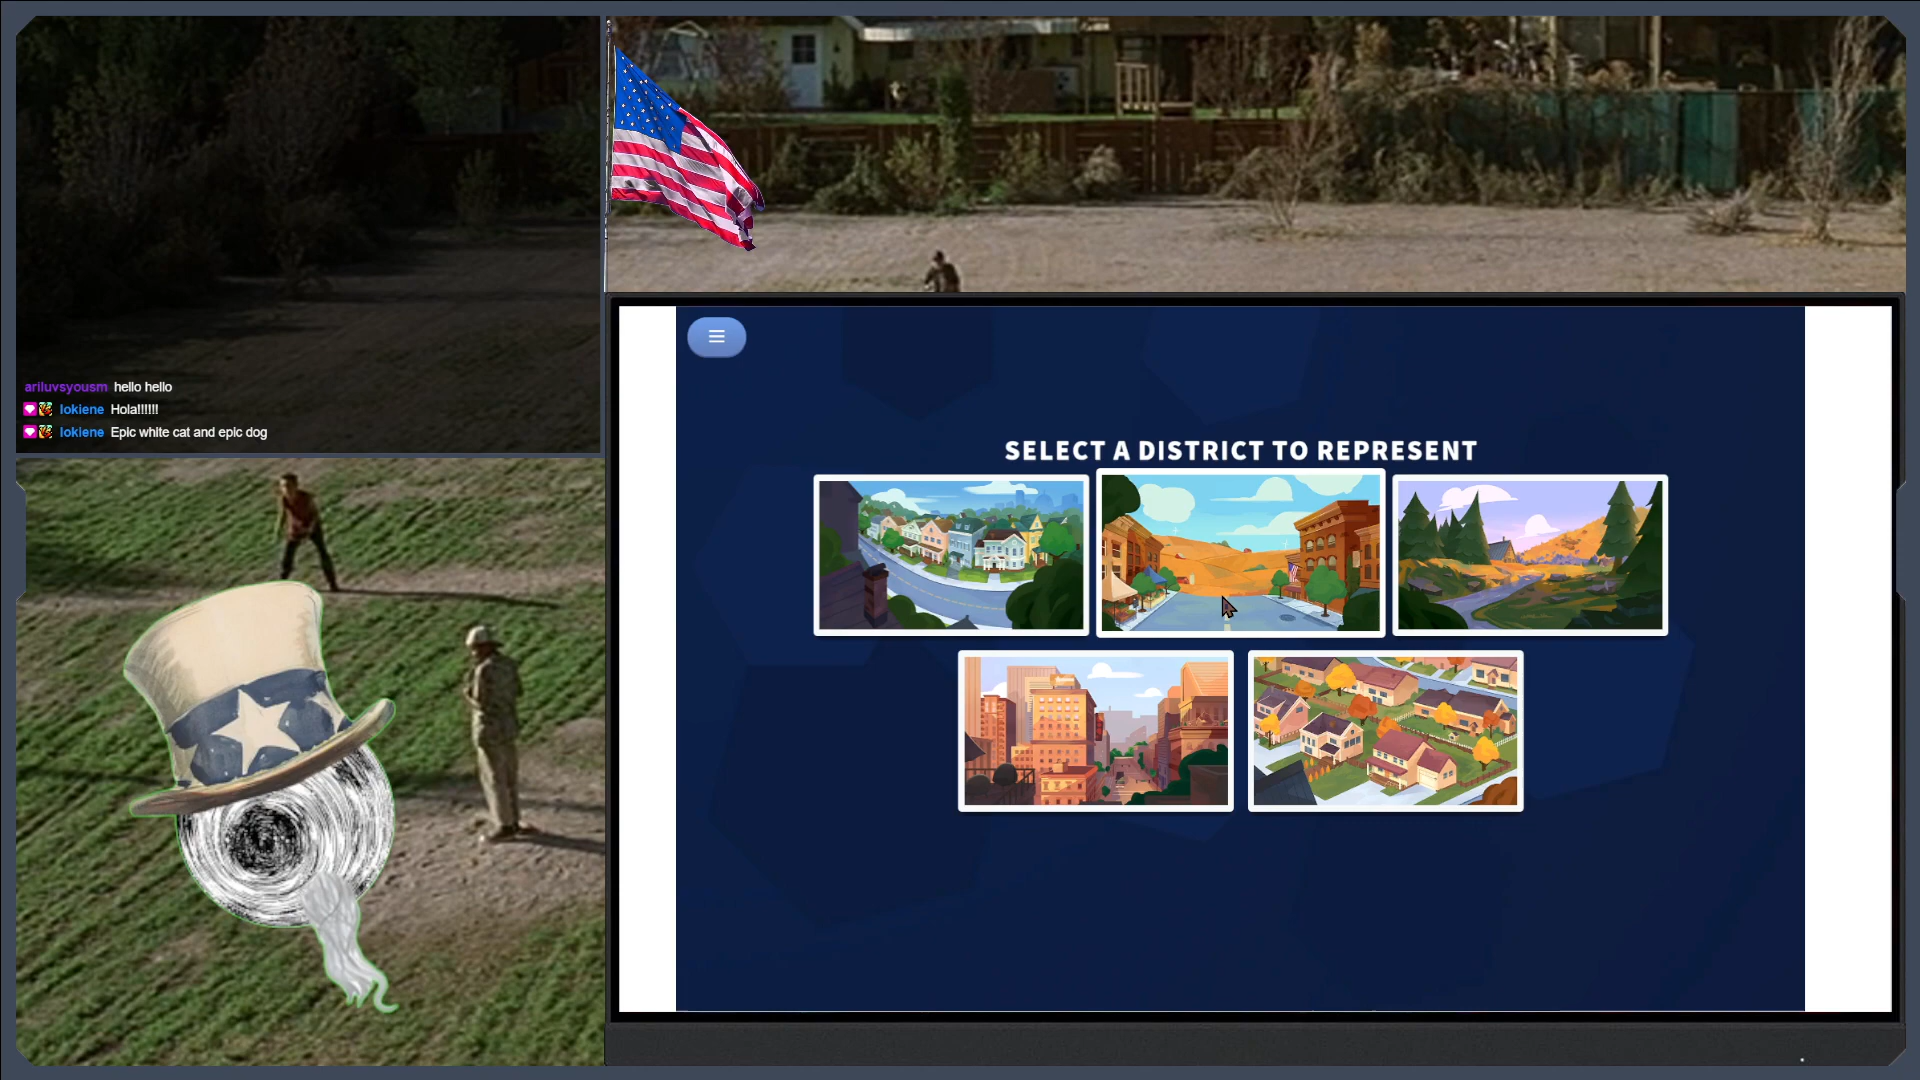 ariluvsyousm hello hello
lokiene Hola!!!!!!
lokiene Epic white cat and epic dog
SELECT A DISTRICT TO REPRESENT